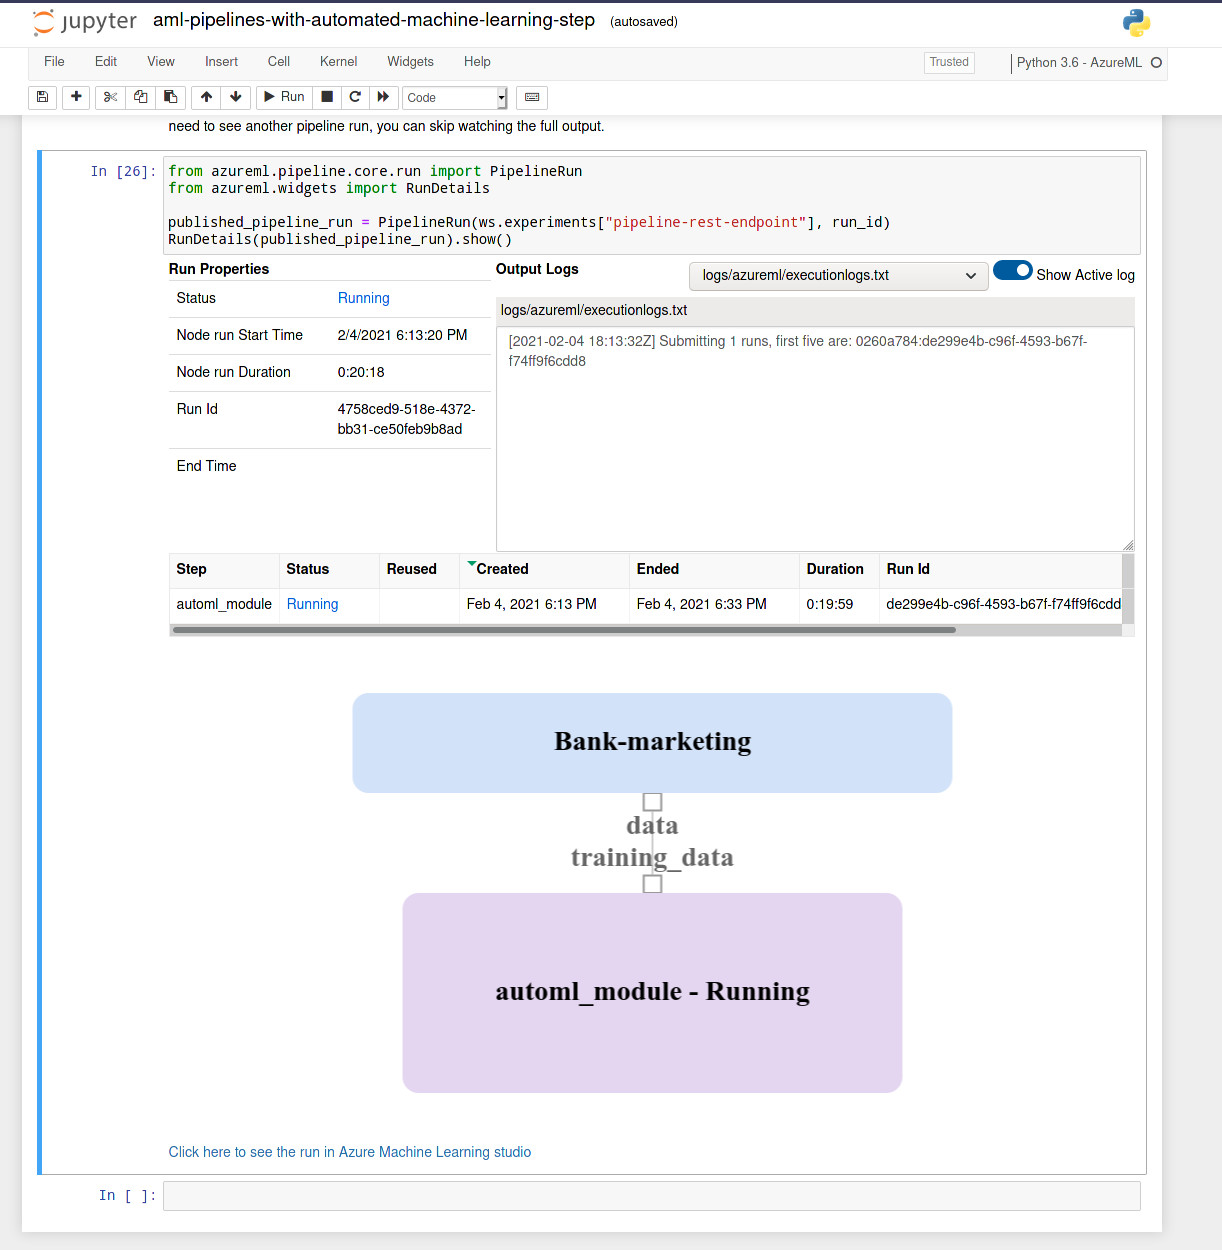 jupyter aml-pipelines-with-automated-machine-learning-step (autosaved)
File Edit View Insert Cell Kernel Widgets Help Trusted Python 3.6 - AzureML
Run Code
need to see another pipeline run, you can skip watching the full output.
In [26]: from azureml.pipeline.core.run import PipelineRun
from azureml.widgets import RunDetails
published_pipeline_run = PipelineRun(ws.experiments["pipeline-rest-endpoint"], run_id)
RunDetails(published_pipeline_run).show()
Run Properties
Status Running
Node run Start Time 2/4/2021 6:13:20 PM
Node run Duration 0:20:18
Run Id 4758ced9-518e-4372-
bb31-ce50feb9b8ad
End Time
Output Logs logs/azureml/executionlogs.txt Show Active log
logs/azureml/executionlogs.txt
[2021-02-04 18:13:32Z] Submitting 1 runs, first five are: 0260a784:de299e4b-c96f-4593-b67f-
f74ff9f6cdd8
Step Status Reused Created Ended Duration Run Id
automl_module Running Feb 4, 2021 6:13 PM Feb 4, 2021 6:33 PM 0:19:59 de299e4b-c96f-4593-b67f-f74ff9f6cdd
Bank-marketing
data
training_data
automl_module - Running
Click here to see the run in Azure Machine Learning studio
In [ ]: